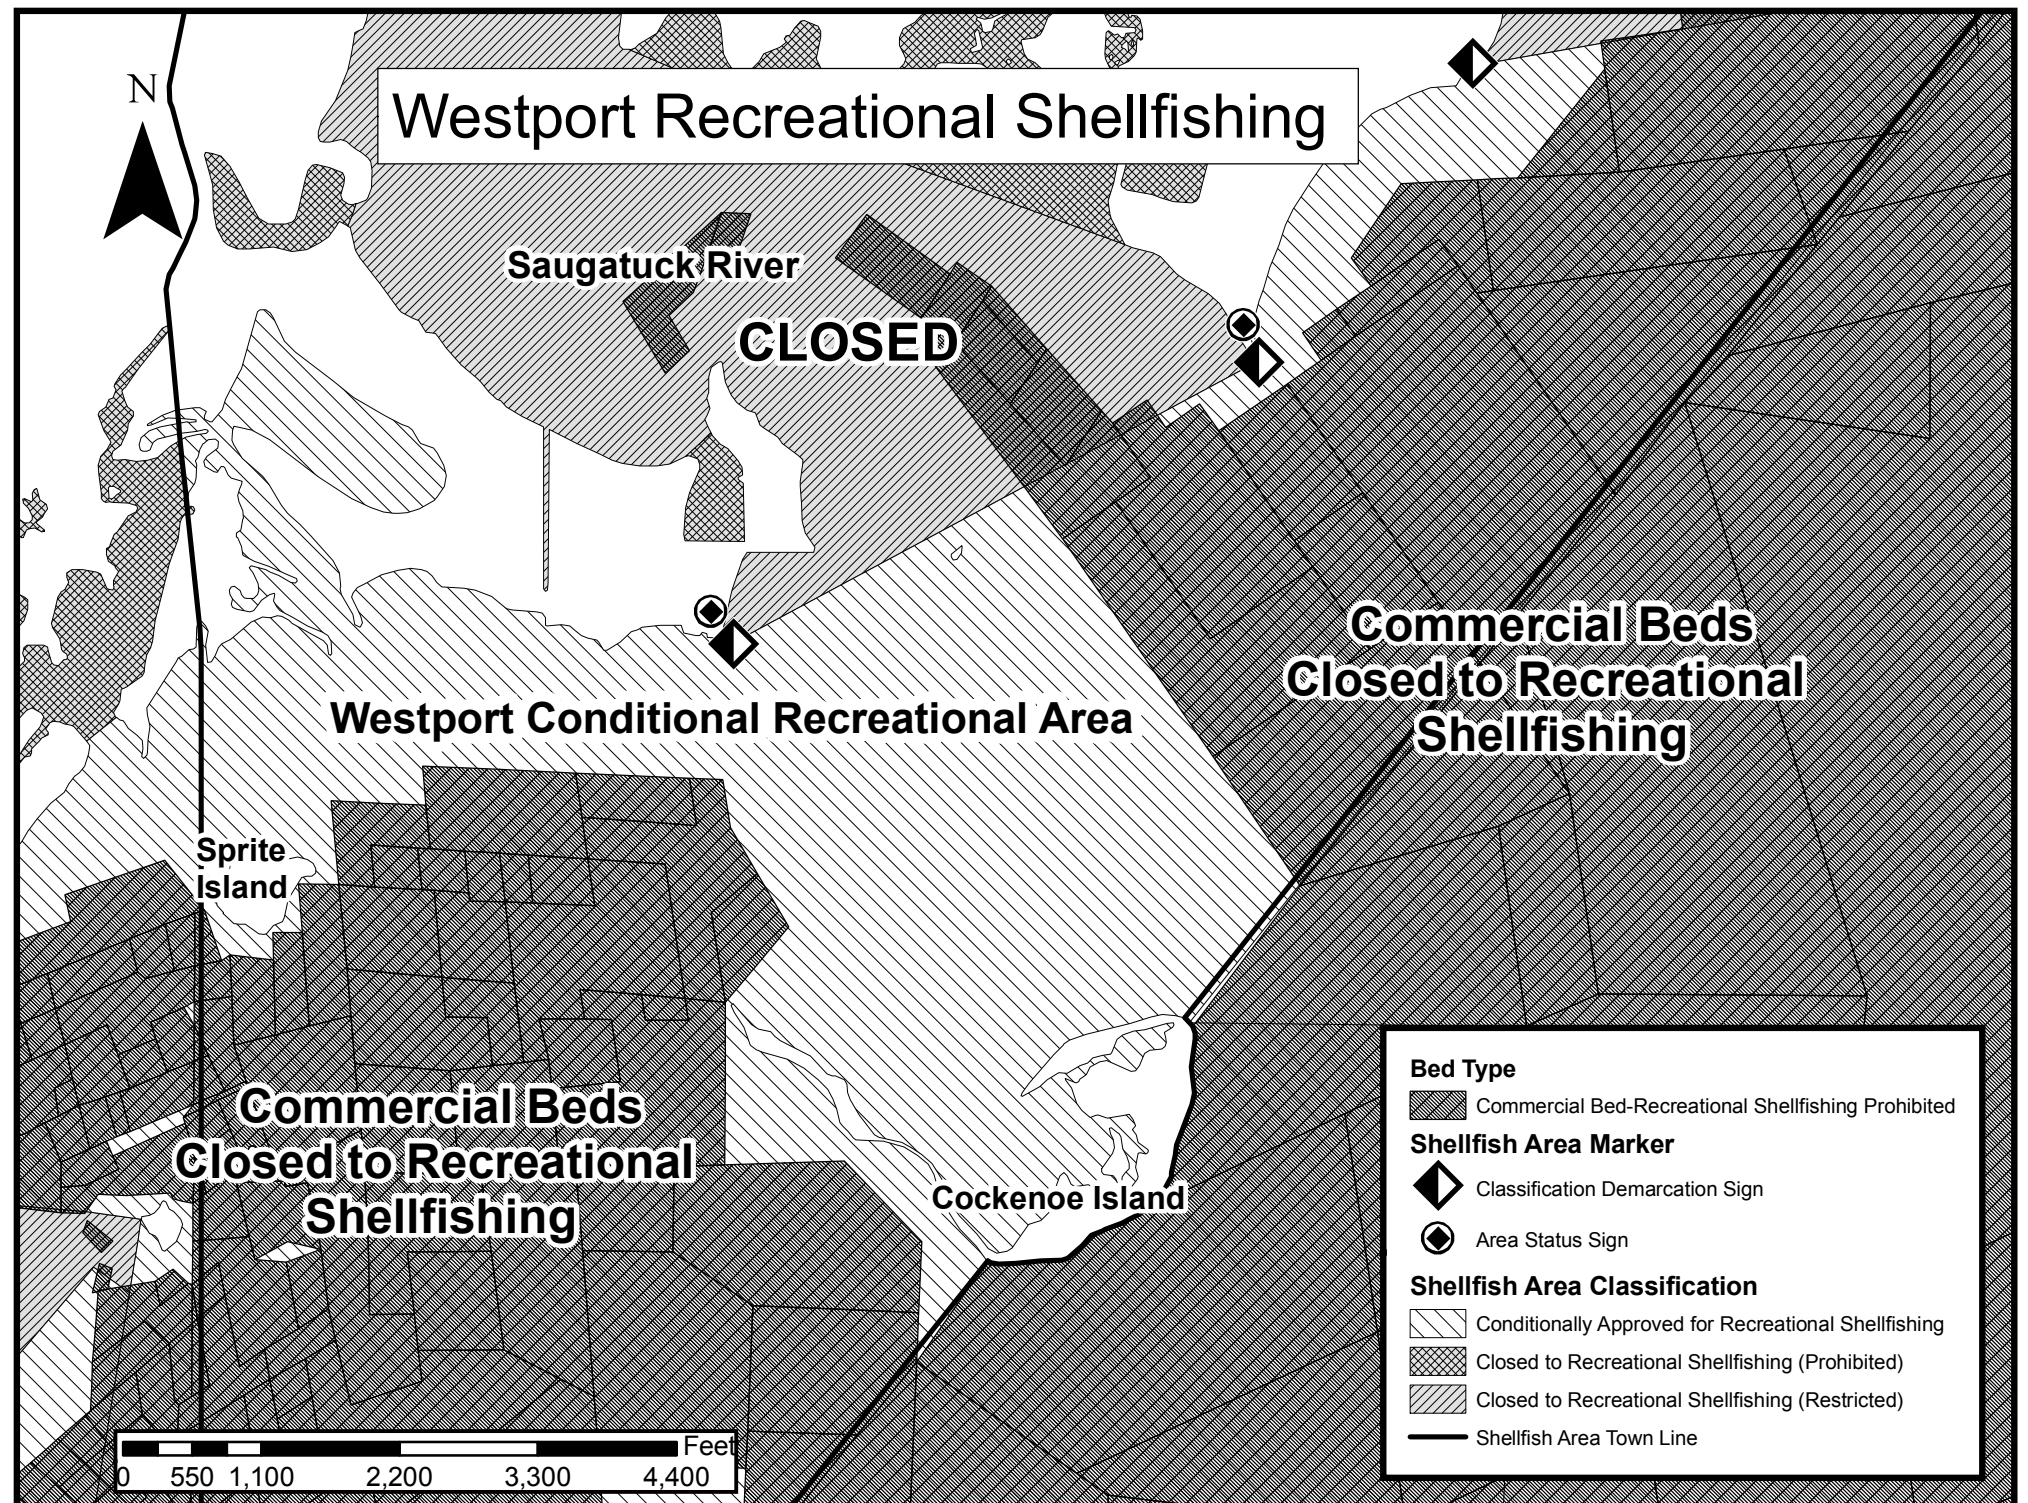 N
Westport Recreational Shellfishing
Saugatuck River
CLOSED
Commercial Beds
Closed to Recreational
Shellfishing
Westport Conditional Recreational Area
Sprite
Island
Commercial Beds
Closed to Recreational
Shellfishing
Cockenoe Island
Bed Type
Commercial Bed-Recreational Shellfishing Prohibited
Shellfish Area Marker
Classification Demarcation Sign
Area Status Sign
Shellfish Area Classification
Conditionally Approved for Recreational Shellfishing
Closed to Recreational Shellfishing (Prohibited)
Closed to Recreational Shellfishing (Restricted)
Shellfish Area Town Line
Feet
0 550 1,100 2,200 3,300 4,400